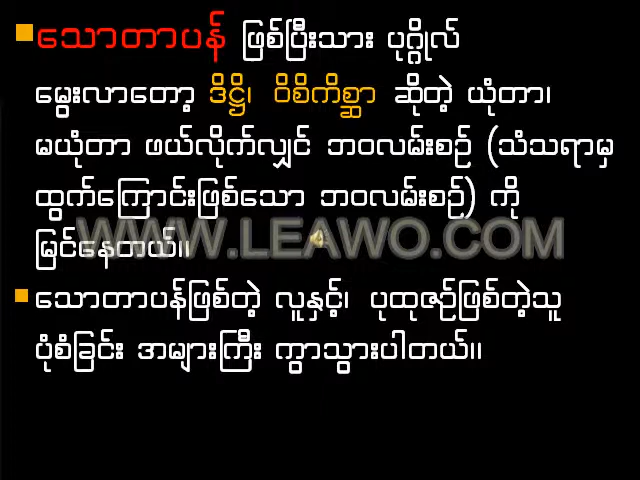 သောတာပန် ဖြစ်ပြီးသား ပုဂ္ဂိုလ်
မွေးလာတော့ ဒိဋ္ဌိ၊ ဝိစိကိစ္ဆာ ဆိုတဲ့ ယုံတာ၊
မယုံတာ ဖယ်လိုက်လျှင် ဘဝလမ်းစဉ် (သံသရာမှ
ထွက်ကြောင်းဖြစ်သော ဘဝလမ်းစဉ်) ကို
မြင်နေတယ်။
WWW.LEAWO.COM
သောတာပန်ဖြစ်တဲ့ လူနှင့်၊ ပုထုဇဉ်ဖြစ်တဲ့သူ
ပုံစံခြင်း အများကြီး ကွာသွားပါတယ်။